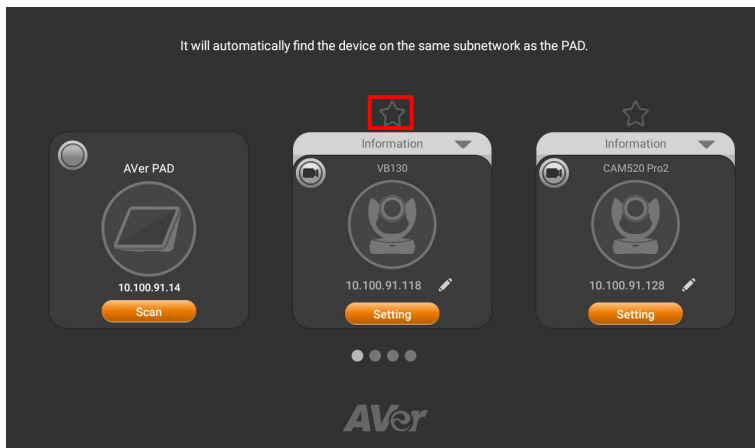 It will automatically find the device on the same subnetwork as the PAD.
AVer PAD
10.100.91.14
Scan
Information
VB130
10.100.91.118
Setting
Information
CAM520 Pro2
10.100.91.128
Setting
AVer